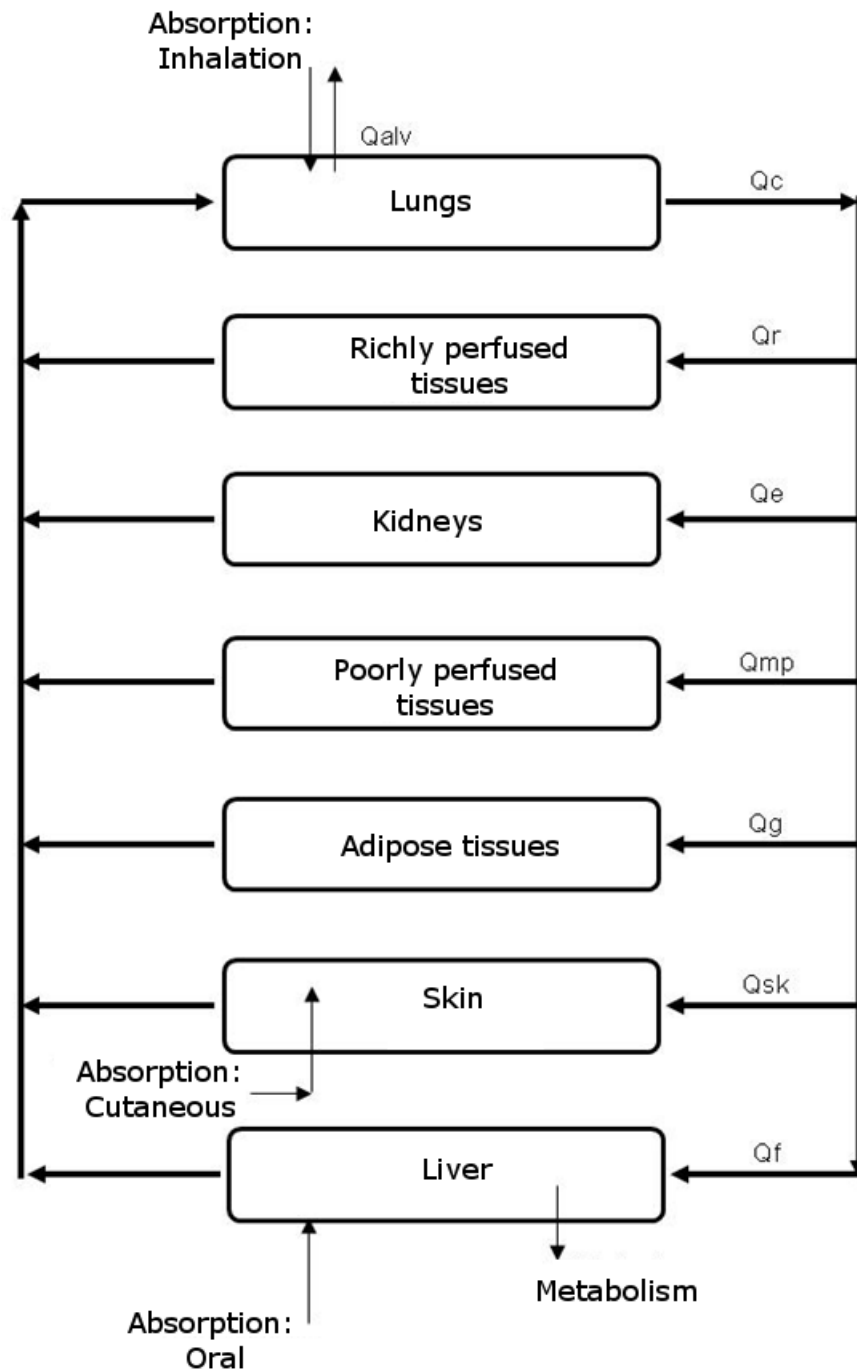 Absorption:
Inhalation
Qalv
Lungs
Qc
Richly perfused
tissues
Qr
Kidneys
Qe
Poorly perfused
tissues
Qmp
Adipose tissues
Qg
Skin
Qsk
Absorption:
Cutaneous
Liver
Qf
Metabolism
Absorption:
Oral